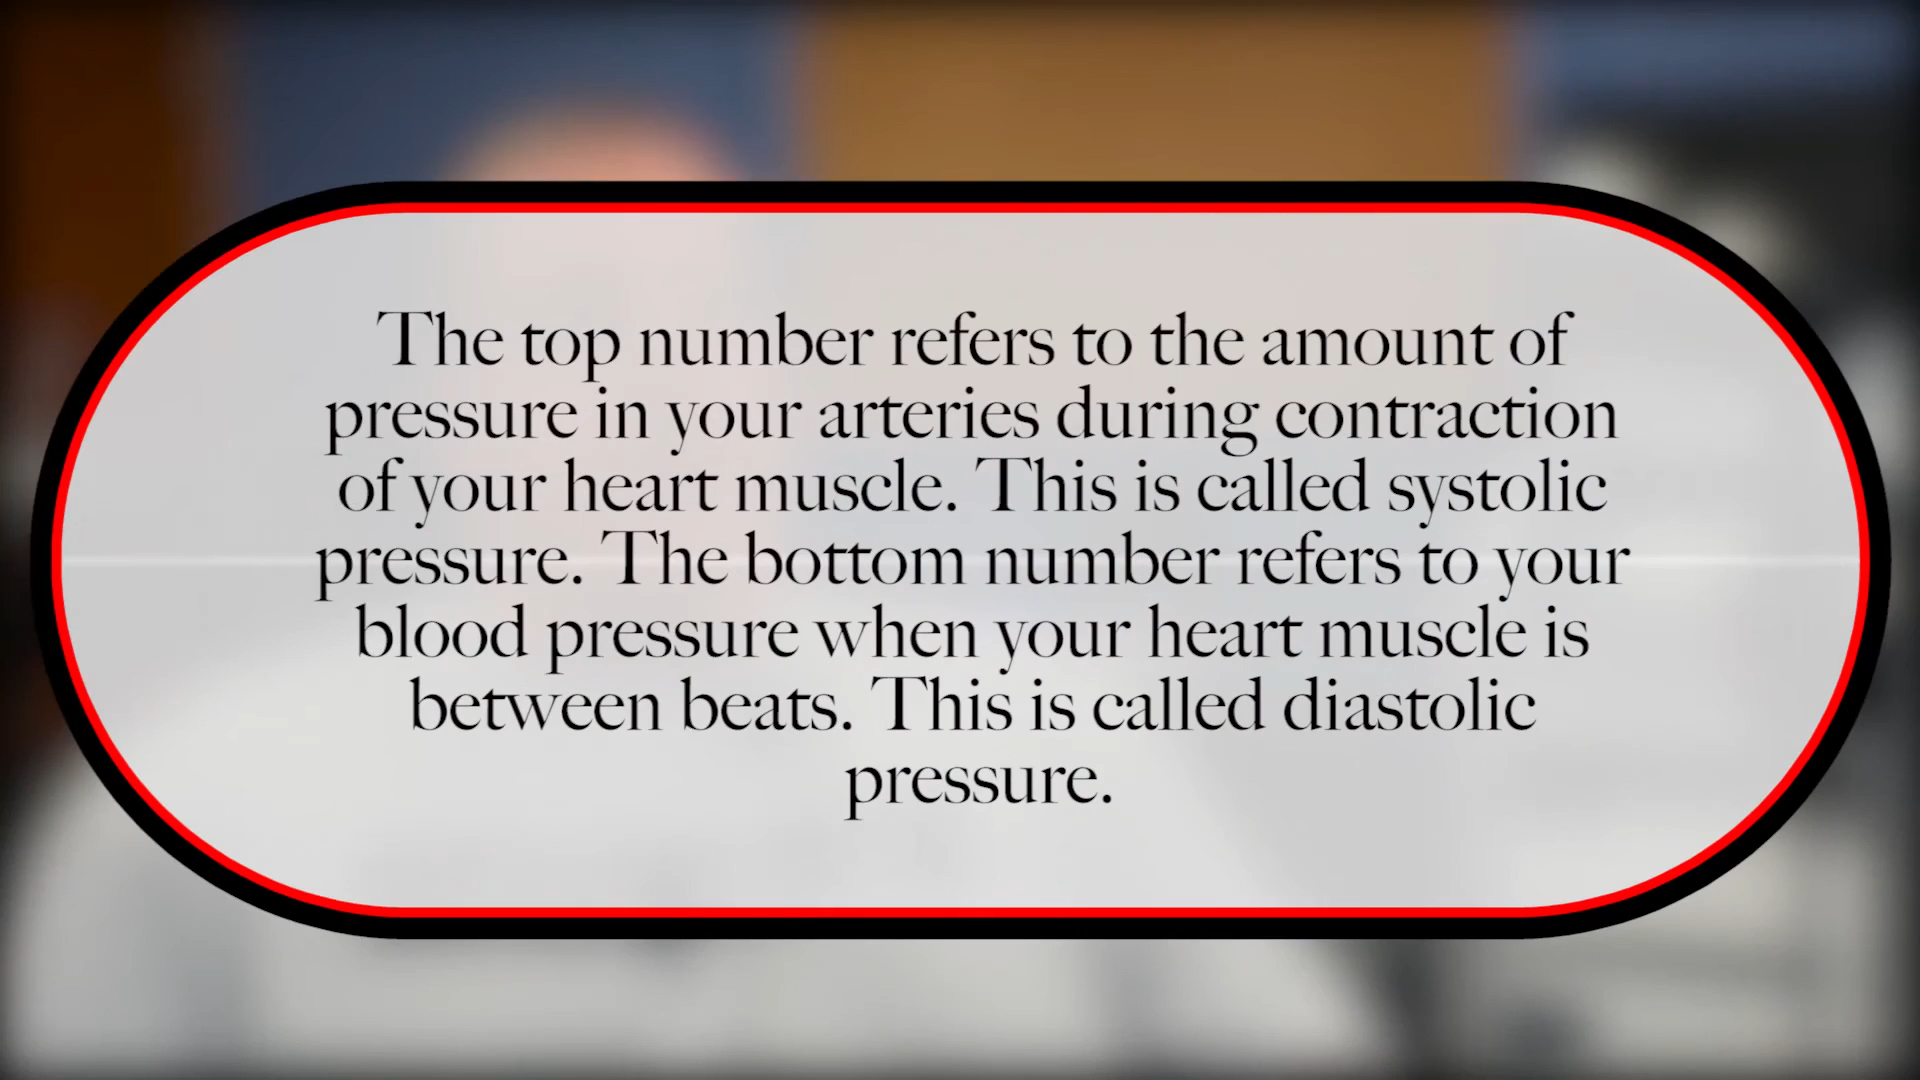 The top number refers to the amount of
pressure in your arteries during contraction
of your heart muscle. This is called systolic
pressure. The bottom number refers to your
blood pressure when your heart muscle is
between beats. This is called diastolic
pressure.